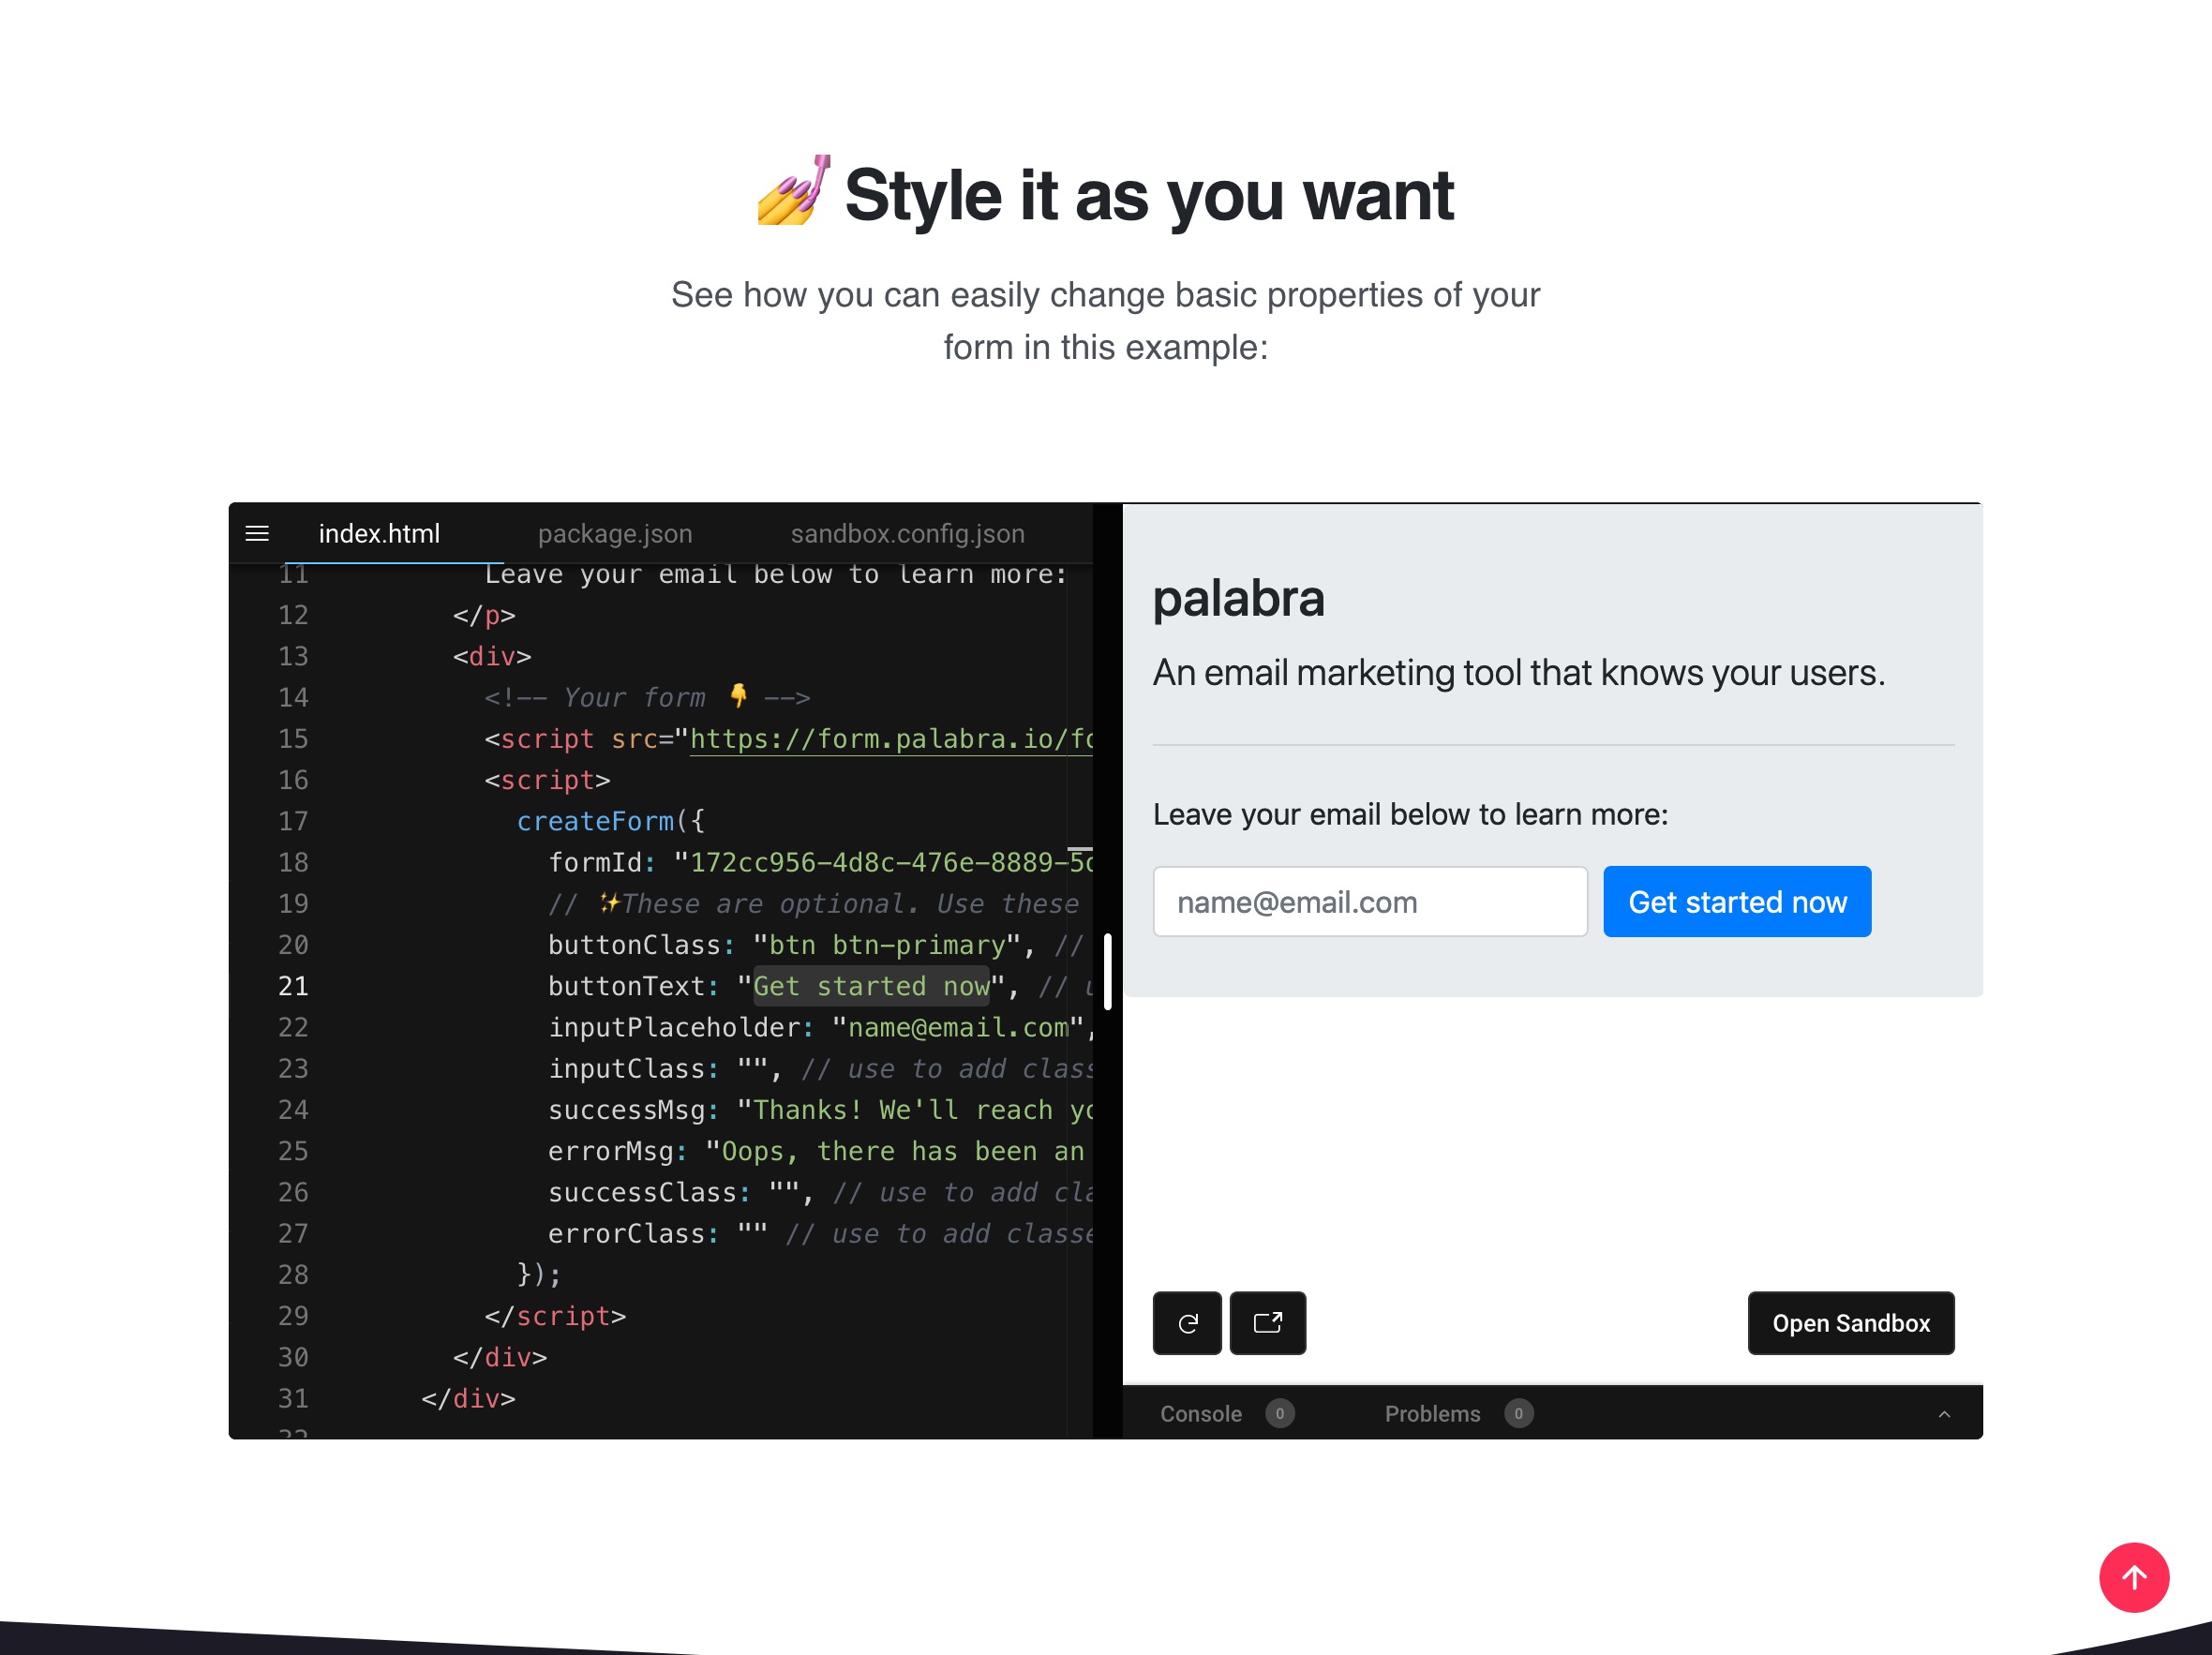 💅 Style it as you want
See how you can easily change basic properties of your
form in this example:
index.html package.json sandbox.config.json
11 Leave your email below to learn more:
12 </p>
13 <div>
14 <!-- Your form 👇 -->
15 <script src="https://form.palabra.io/fo
16 <script>
17 createForm({
18 formId: "172cc956-4d8c-476e-8889-5d
19 // ✨These are optional. Use these
20 buttonClass: "btn btn-primary", //
21 buttonText: "Get started now", // u
22 inputPlaceholder: "name@email.com",
23 inputClass: "", // use to add class
24 successMsg: "Thanks! We'll reach yo
25 errorMsg: "Oops, there has been an
26 successClass: "", // use to add cla
27 errorClass: "" // use to add classe
28 });
29 </script>
30 </div>
31 </div>
palabra
An email marketing tool that knows your users.
Leave your email below to learn more:
name@email.com Get started now
Open Sandbox
Console 0 Problems 0